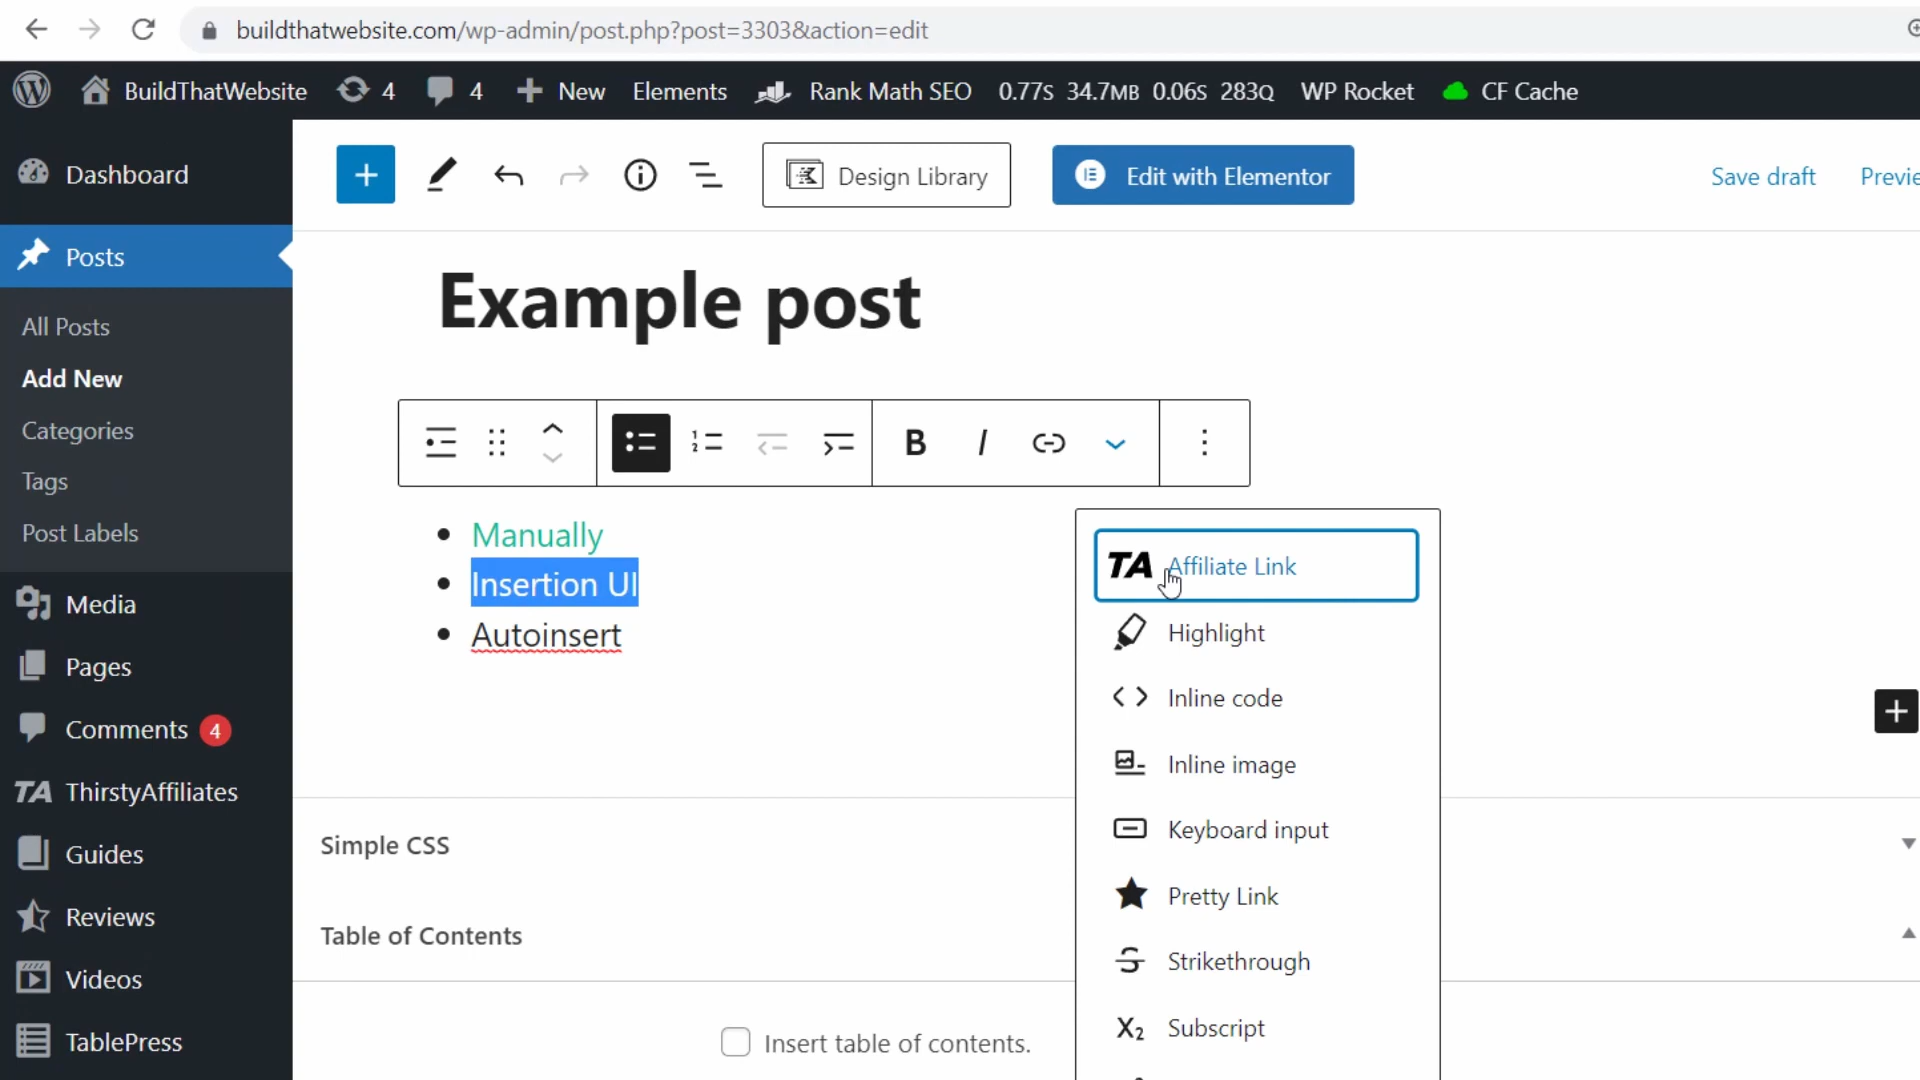 buildthatwebsite.com/wp-admin/post.php?post=3303&action=edit
BuildThatWebsite 4 4 New Elements Rank Math SEO 0.77S 34.7MB 0.06S 283Q WP Rocket CF Cache
Dashboard
Design Library
Edit with Elementor
Save draft
Previe
Posts
All Posts
Add New
Categories
Tags
Post Labels
Media
Pages
Comments 4
TA ThirstyAffiliates
Guides
Reviews
Videos
TablePress
Example post
B I
Manually
Insertion UI
Autoinsert
TA Affiliate Link
Highlight
Inline code
Inline image
Keyboard input
Pretty Link
Strikethrough
X2 Subscript
Simple CSS
Table of Contents
Insert table of contents.